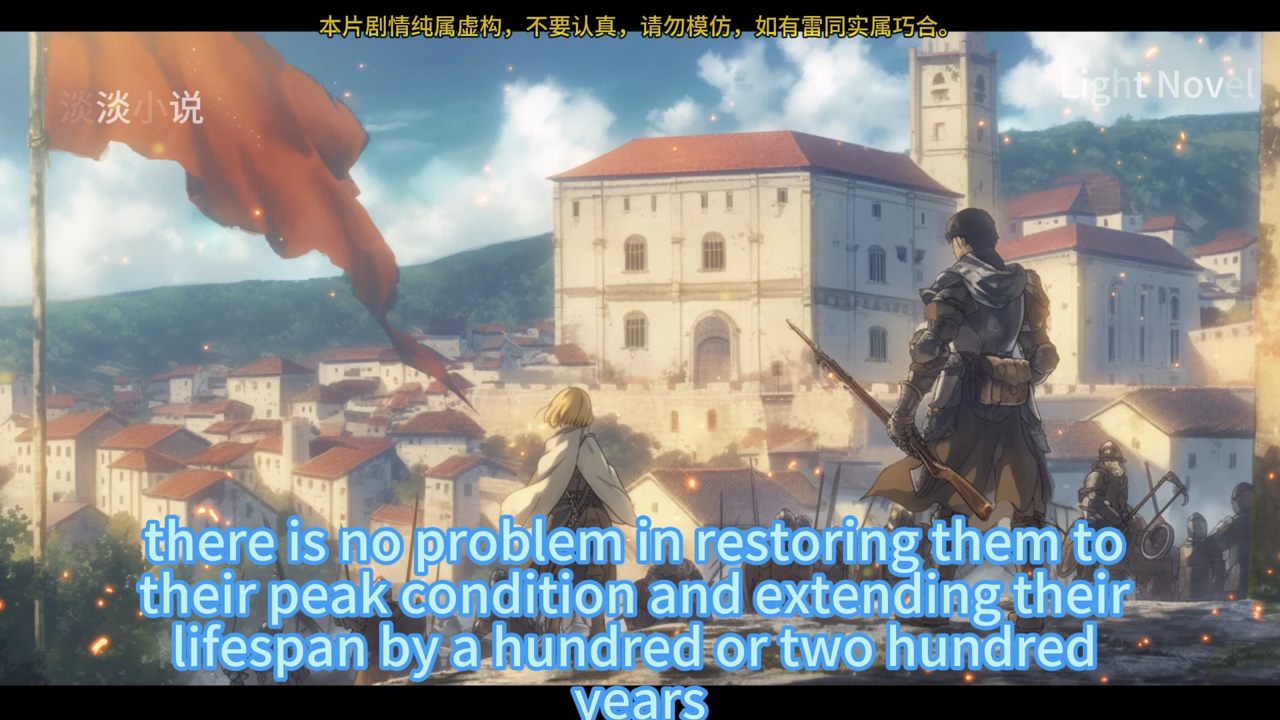 本片剧情纯属虚构，不要认真，请勿模仿，如有雷同实属巧合。
淡淡小说
Light Novel
there is no problem in restoring them to
their peak condition and extending their
lifespan by a hundred or two hundred
years